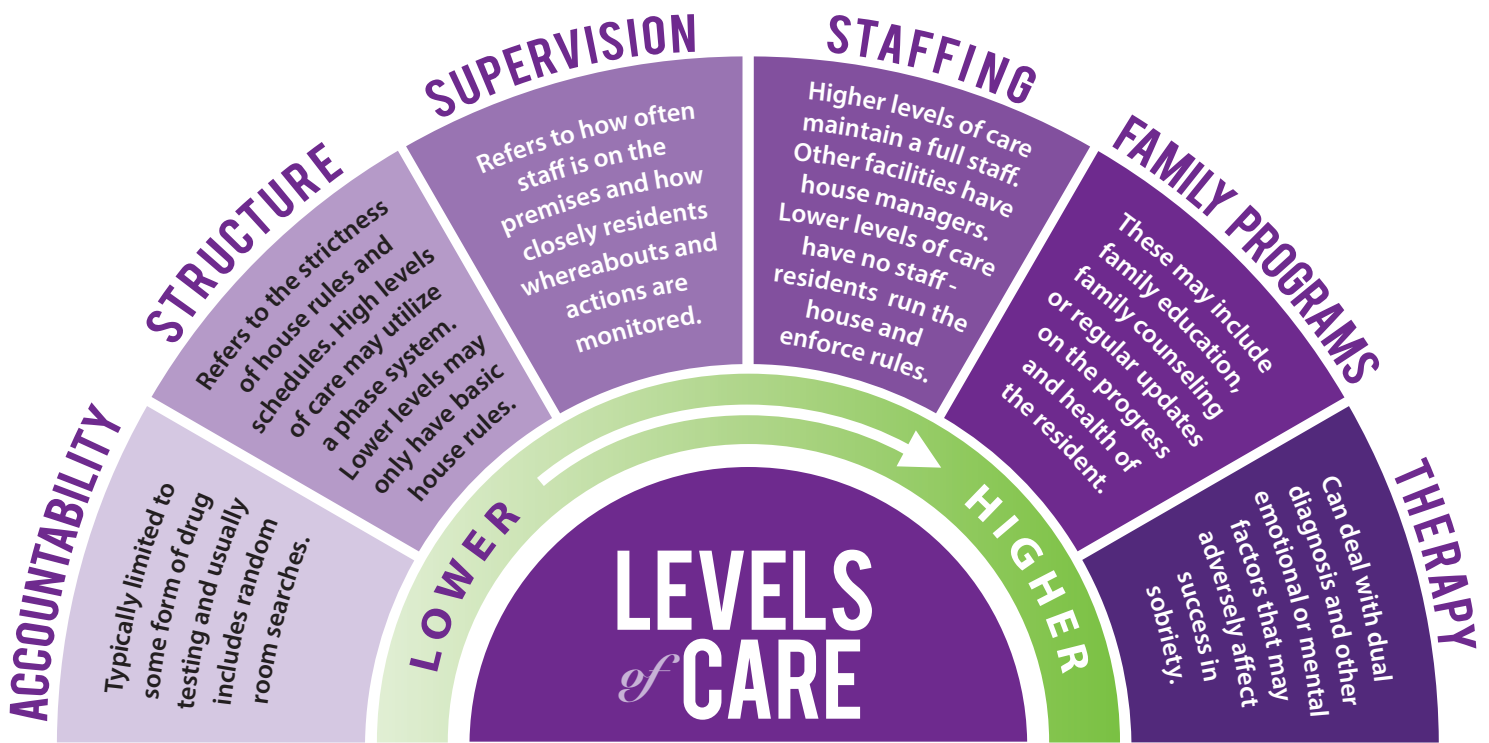 ACCOUNTABILITY
Typically limited to
some form of drug
testing and usually
includes random
room searches.
STRUCTURE
Refers to the strictness
of house rules and
schedules. High levels
of care may utilize
a phase system.
Lower levels may
only have basic
house rules.
SUPERVISION
Refers to how often
staff is on the
premises and how
closely residents
whereabouts and
actions are
monitored.
STAFFING
Higher levels of care
maintain a full staff.
Other facilities have
house managers.
Lower levels of care
have no staff -
residents run the
house and
enforce rules.
FAMILY PROGRAMS
These may include
family education,
family counseling
or regular updates
on the progress
and health of
the resident.
THERAPY
Can deal with dual
diagnosis and other
emotional or mental
factors that may
adversely affect
success in
sobriety.
LOWER
HIGHER
LEVELS
of CARE